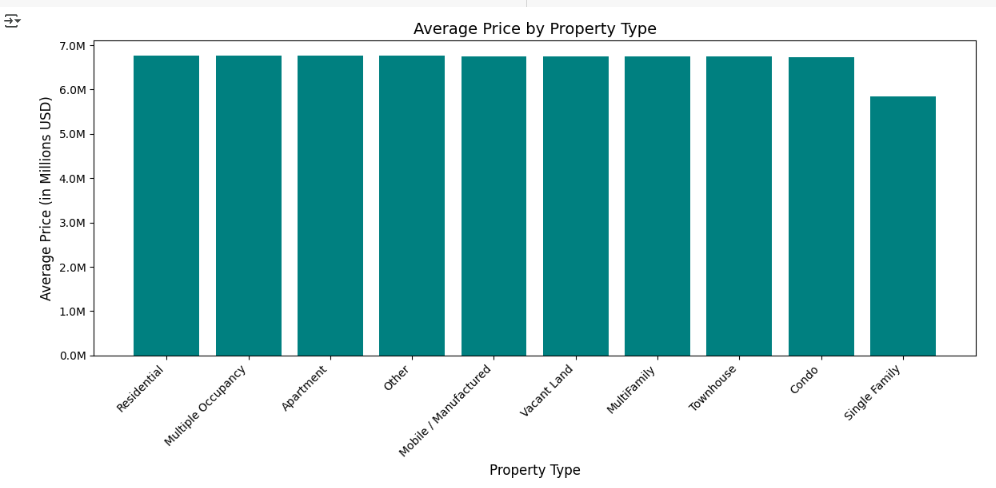 Average Price by Property Type
Average Price (in Millions USD)
7.0M
6.0M
5.0M
4.0M
3.0M
2.0M
1.0M
0.0M
Residential
Multiple Occupancy
Apartment
Other
Mobile / Manufactured
Vacant Land
MultiFamily
Townhouse
Condo
Single Family
Property Type